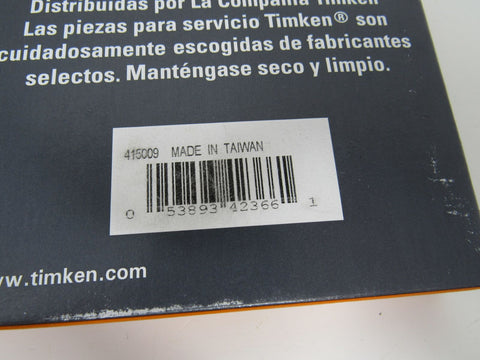 Distribuidas por La Compañía Timken
Las piezas para servicio Timken® son
cuidadosamente escogidas de fabricantes
selectos. Manténgase seco y limpio.
415009 MADE IN TAIWAN
0 53893 42366 1
www.timken.com